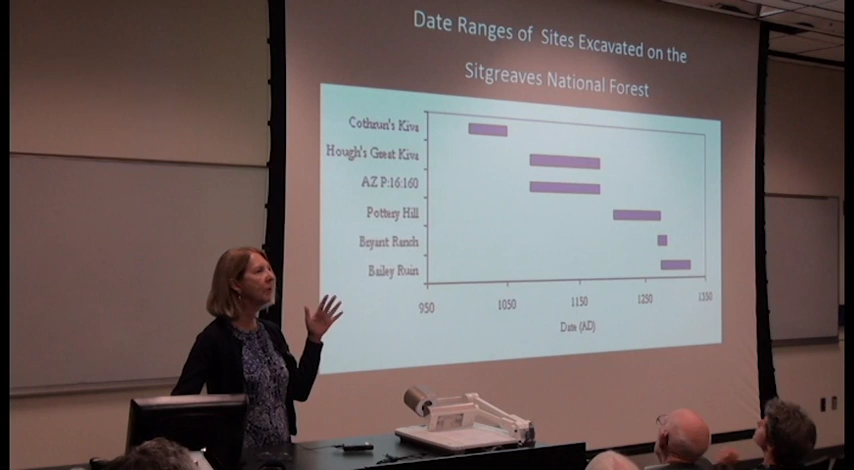 Date Ranges of Sites Excavated on the
Sitgreaves National Forest
Cothrun's Kiva
Hough's Great Kiva
AZ P:16:160
Pottery Hill
Bryant Ranch
Bailey Ruin
950 1050 1150 1250 1350
Date (AD)